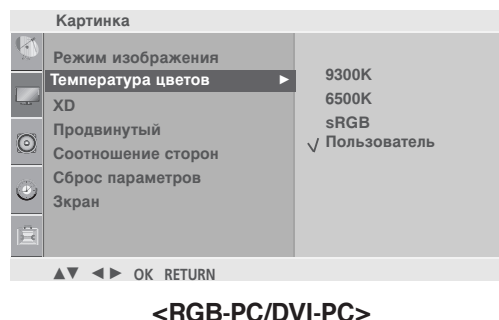 Картинка
Режим изображения
Температура цветов ►
XD
Продвинутый
Соотношение сторон
Сброс параметров
Зкран
9300K
6500K
sRGB
√ Пользователь
▲▼ ◄► OK RETURN
<RGB-PC/DVI-PC>